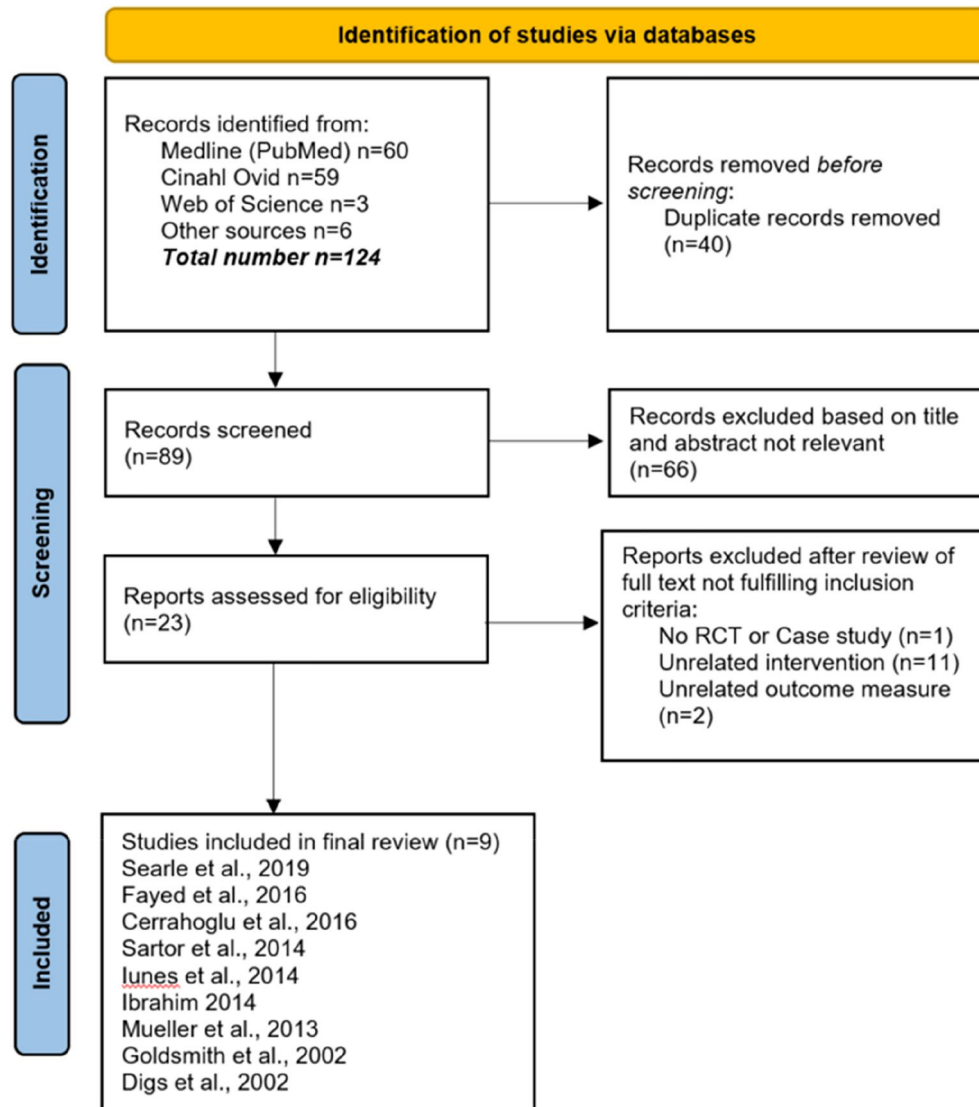 Identification of studies via databases
Identification
Records identified from:
Medline (PubMed) n=60
Cinahl Ovid n=59
Web of Science n=3
Other sources n=6
Total number n=124
Records removed before
screening:
Duplicate records removed
(n=40)
Screening
Records screened
(n=89)
Records excluded based on title
and abstract not relevant
(n=66)
Reports assessed for eligibility
(n=23)
Reports excluded after review of
full text not fulfilling inclusion
criteria:
No RCT or Case study (n=1)
Unrelated intervention (n=11)
Unrelated outcome measure
(n=2)
Included
Studies included in final review (n=9)
Searle et al., 2019
Fayed et al., 2016
Cerrahoglu et al., 2016
Sartor et al., 2014
Iunes et al., 2014
Ibrahim 2014
Mueller et al., 2013
Goldsmith et al., 2002
Digs et al., 2002